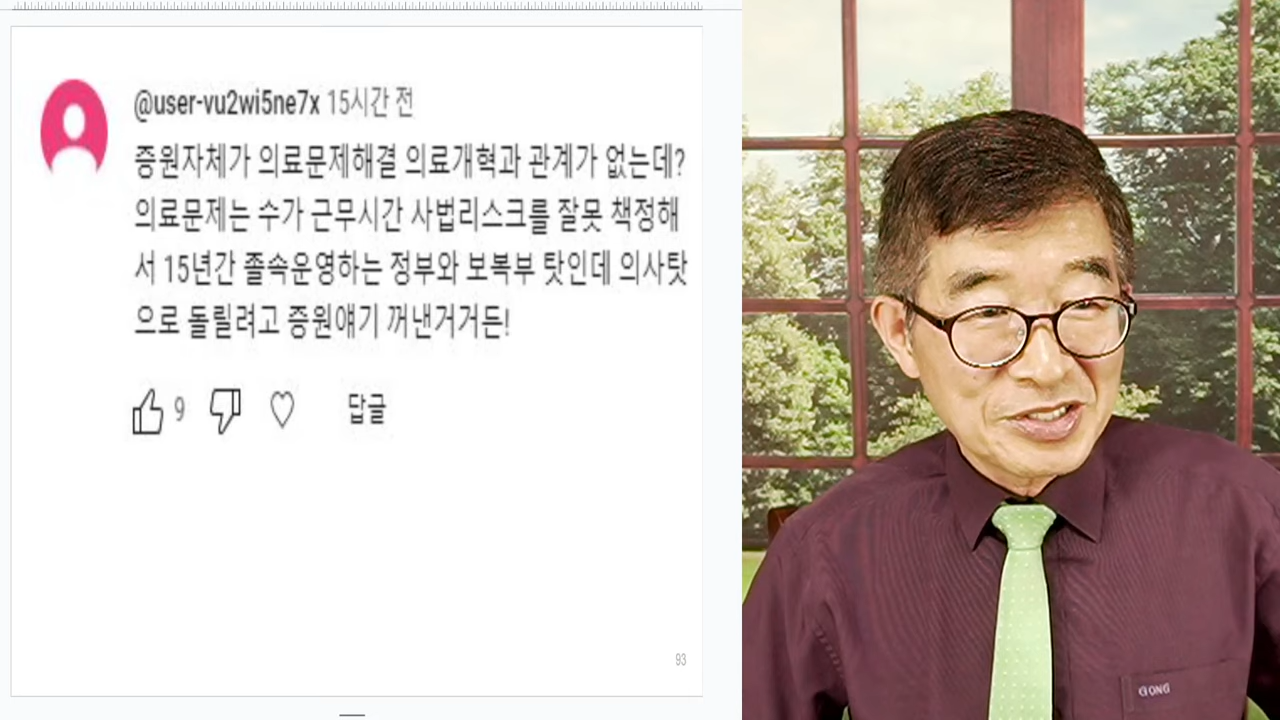 @user-vu2wi5ne7x 15시간 전
증원자체가 의료문제해결 의료개혁과 관계가 없는데?
의료문제는 수가 근무시간 사법리스크를 잘못 책정해
서 15년간 졸속운영하는 정부와 보복부 탓인데 의사탓
으로 돌릴려고 증원얘기 꺼낸거거든!
9 답글
93
GONG